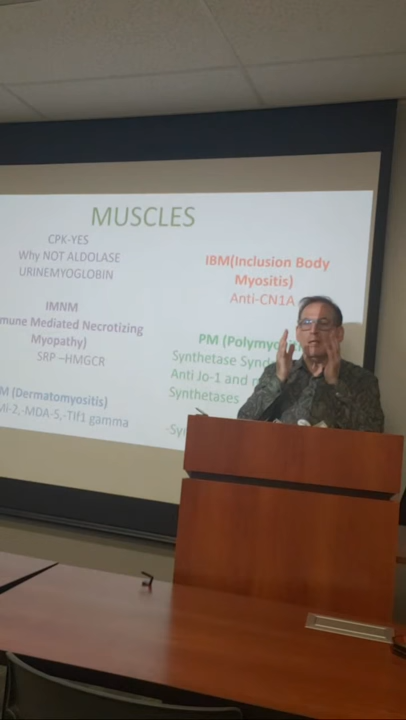 MUSCLES
CPK-YES
Why NOT ALDOLASE
URINEMYOGLOBIN
IMNM
mune Mediated Necrotizing
Myopathy)
SRP–HMGCR
M (Dermatomyositis)
Mi-2,-MDA-5,-Tif1 gamma
IBM(Inclusion Body
Myositis)
Anti-CN1A
PM (Polymyo
Synthetase Synd
Anti Jo-1 and
Synthetases
-Sy